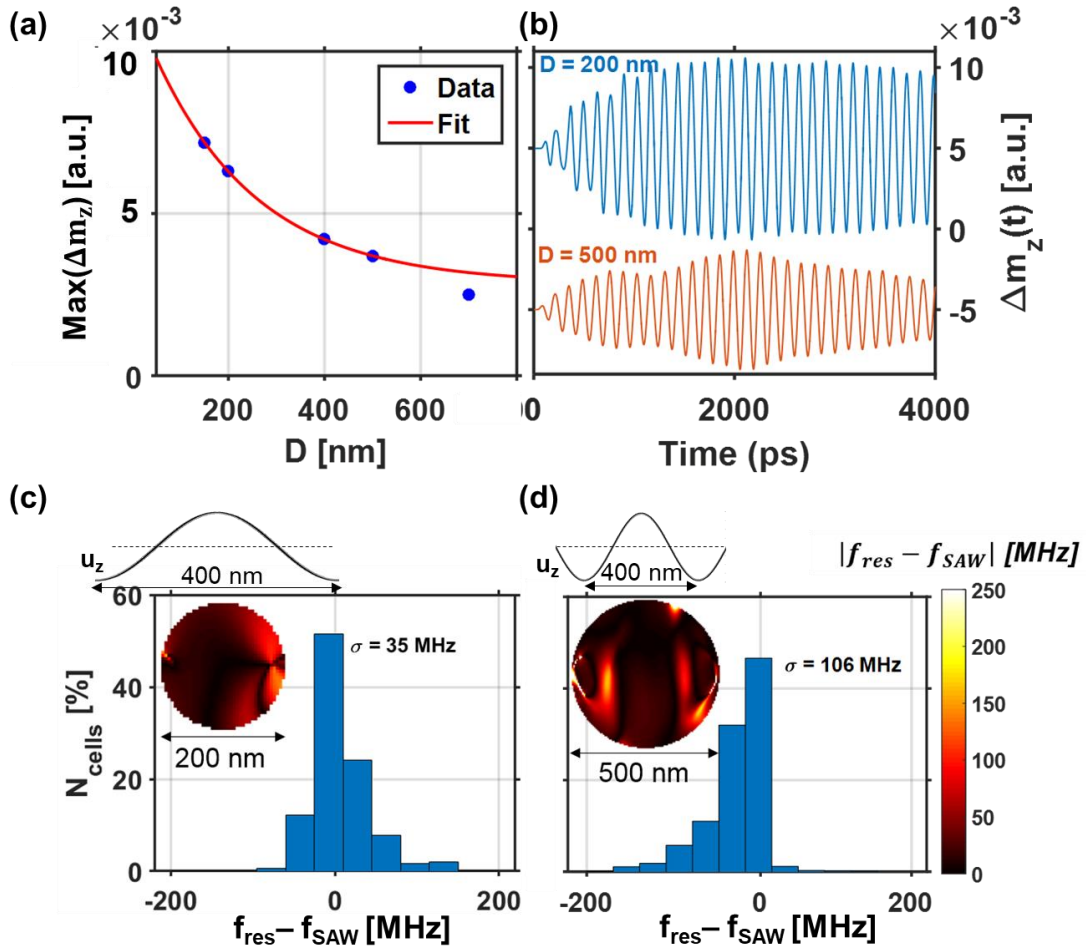 (a)
×10⁻³
10
5
0
Max(Δm_z) [a.u.]
Data
Fit
200
400
600
D [nm]
(b)
×10⁻³
D = 200 nm
D = 500 nm
10
5
0
-5
Δm_z(t) [a.u.]
0
2000
4000
Time (ps)
(c)
u_z
400 nm
60
40
20
0
N_cells [%]
σ = 35 MHz
200 nm
-200
0
200
f_res– f_SAW [MHz]
(d)
u_z
400 nm
σ = 106 MHz
500 nm
-200
0
200
f_res– f_SAW [MHz]
|f_res − f_SAW| [MHz]
250
200
150
100
50
0